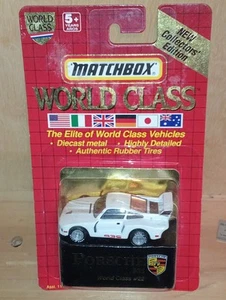 WORLD CLASS
5+
YEARS
New
Collectors'
Edition
MATCHBOX
WORLD CLASS
The Elite of World Class Vehicles
• Diecast metal • Highly Detailed
• Authentic Rubber Tires
PORSCHE